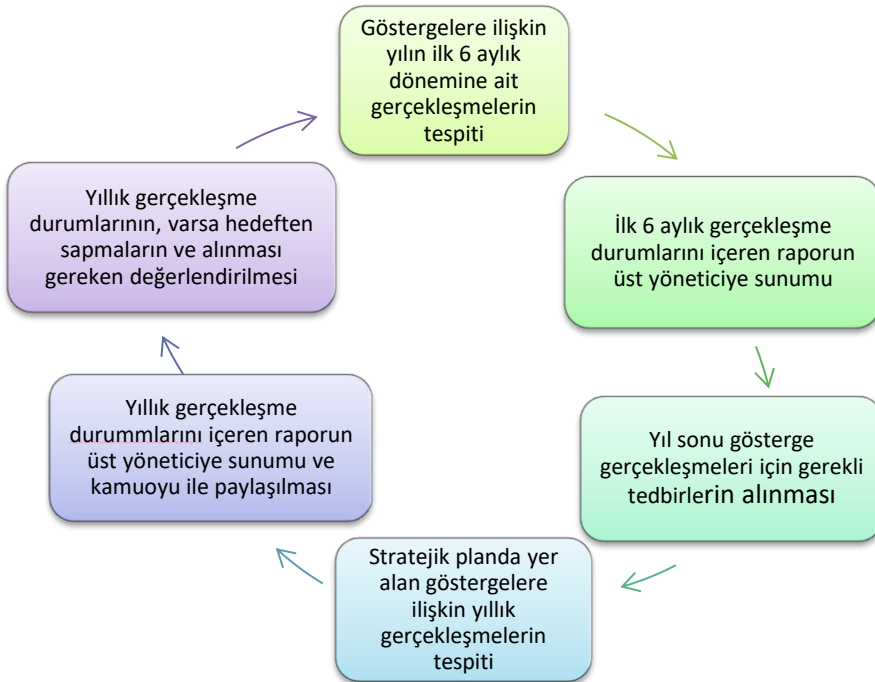 Göstergelere ilişkin
yılın ilk 6 aylık
dönemine ait
gerçekleşmelerin
tespiti
İlk 6 aylık gerçekleşme
durumlarını içeren raporun
üst yöneticiye sunumu
Yıl sonu gösterge
gerçekleşmeleri için gerekli
tedbirlerin alınması
Stratejik planda yer
alan göstergelere
ilişkin yıllık
gerçekleşmelerin
tespiti
Yıllık gerçekleşme
durummlarını içeren raporun
üst yöneticiye sunumu ve
kamuoyu ile paylaşılması
Yıllık gerçekleşme
durumlarının, varsa hedeften
sapmaların ve alınması
gereken değerlendirilmesi